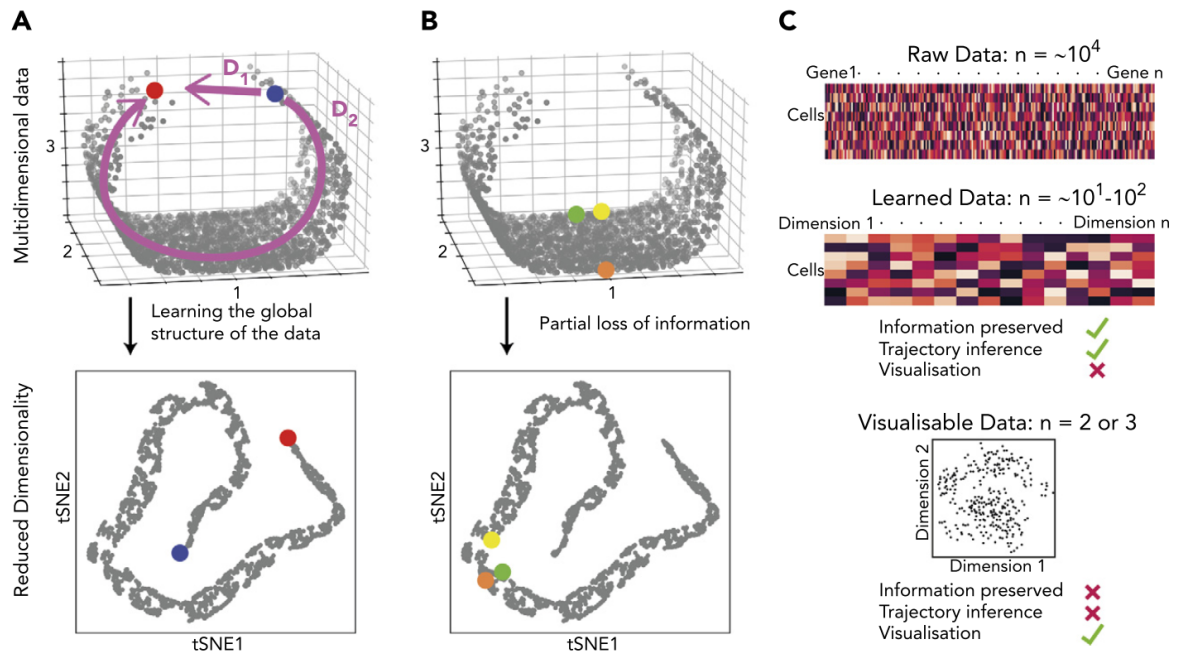 A
Multidimensional data
3
2
1
D1
D2
Learning the global
structure of the data
Reduced Dimensionality
tSNE2
tSNE1
B
3
2
1
Partial loss of information
tSNE2
tSNE1
C
Raw Data: n = ~10^4
Gene1 · · · · · · · · · · · · · · Gene n
Cells
Learned Data: n = ~10^1-10^2
Dimension 1 · · · · · · · · · · Dimension n
Cells
Information preserved ✓
Trajectory inference ✓
Visualisation ×
Visualisable Data: n = 2 or 3
Dimension 2
Dimension 1
Information preserved ×
Trajectory inference ×
Visualisation ✓